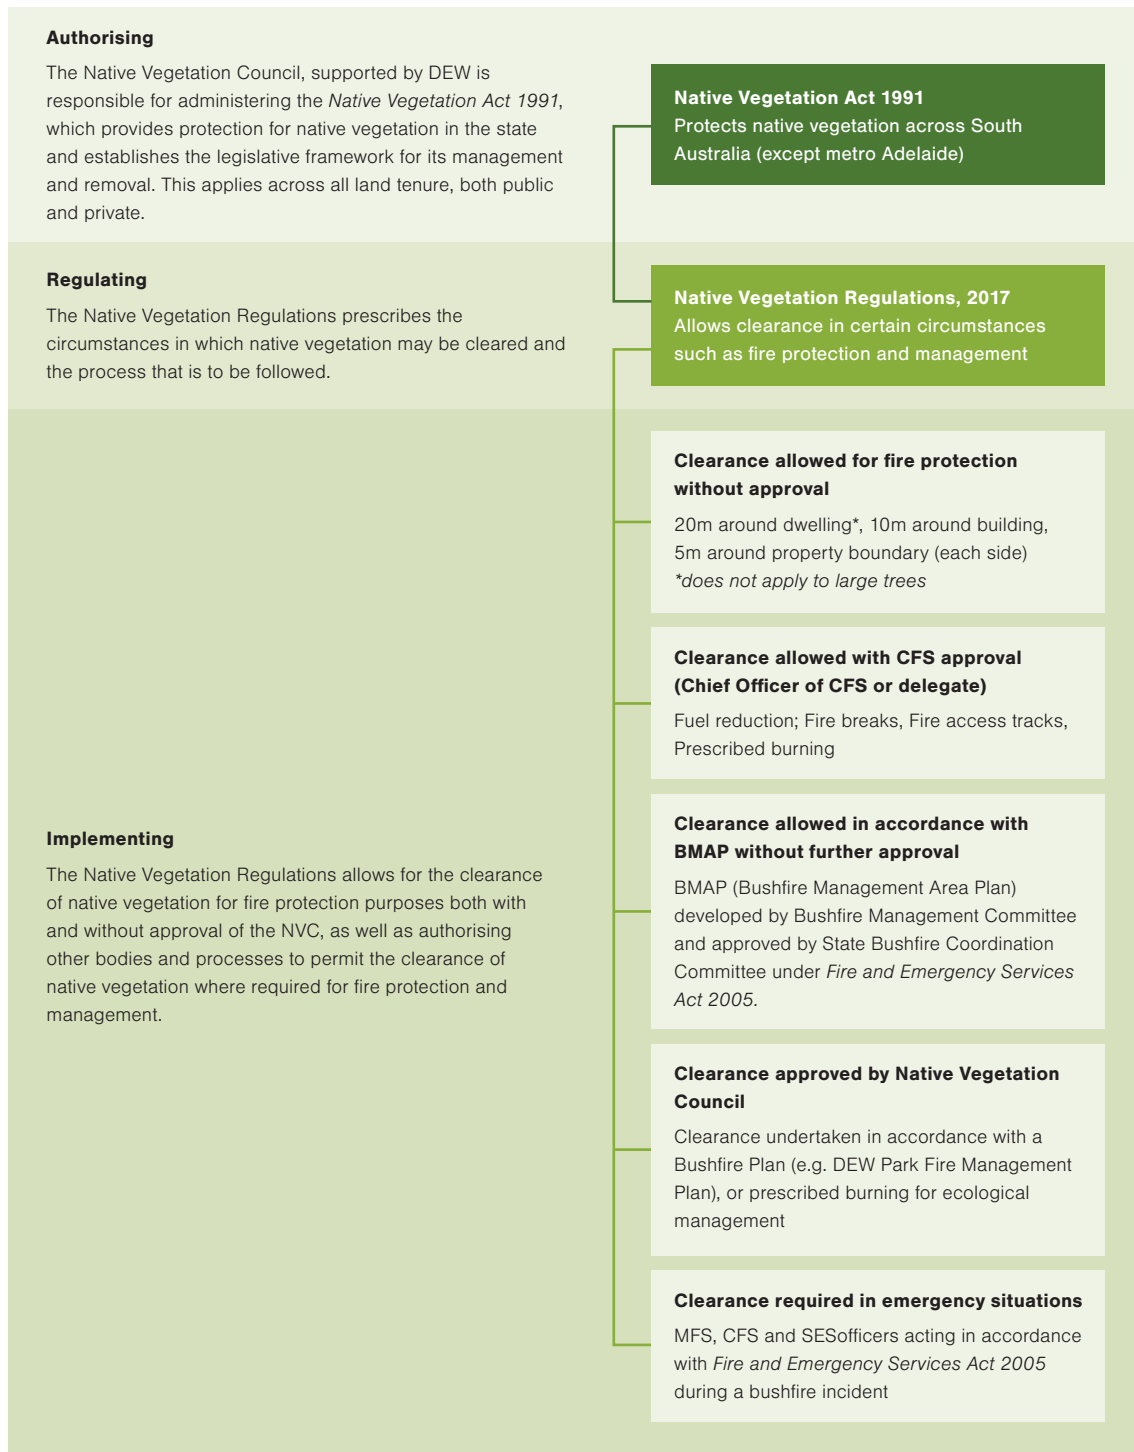 Authorising
The Native Vegetation Council, supported by DEW is
responsible for administering the Native Vegetation Act 1991,
which provides protection for native vegetation in the state
and establishes the legislative framework for its management
and removal. This applies across all land tenure, both public
and private.
Native Vegetation Act 1991
Protects native vegetation across South
Australia (except metro Adelaide)
Regulating
The Native Vegetation Regulations prescribes the
circumstances in which native vegetation may be cleared and
the process that is to be followed.
Native Vegetation Regulations, 2017
Allows clearance in certain circumstances
such as fire protection and management
Implementing
The Native Vegetation Regulations allows for the clearance
of native vegetation for fire protection purposes both with
and without approval of the NVC, as well as authorising
other bodies and processes to permit the clearance of
native vegetation where required for fire protection and
management.
Clearance allowed for fire protection
without approval
20m around dwelling*, 10m around building,
5m around property boundary (each side)
*does not apply to large trees
Clearance allowed with CFS approval
(Chief Officer of CFS or delegate)
Fuel reduction; Fire breaks, Fire access tracks,
Prescribed burning
Clearance allowed in accordance with
BMAP without further approval
BMAP (Bushfire Management Area Plan)
developed by Bushfire Management Committee
and approved by State Bushfire Coordination
Committee under Fire and Emergency Services
Act 2005.
Clearance approved by Native Vegetation
Council
Clearance undertaken in accordance with a
Bushfire Plan (e.g. DEW Park Fire Management
Plan), or prescribed burning for ecological
management
Clearance required in emergency situations
MFS, CFS and SESofficers acting in accordance
with Fire and Emergency Services Act 2005
during a bushfire incident